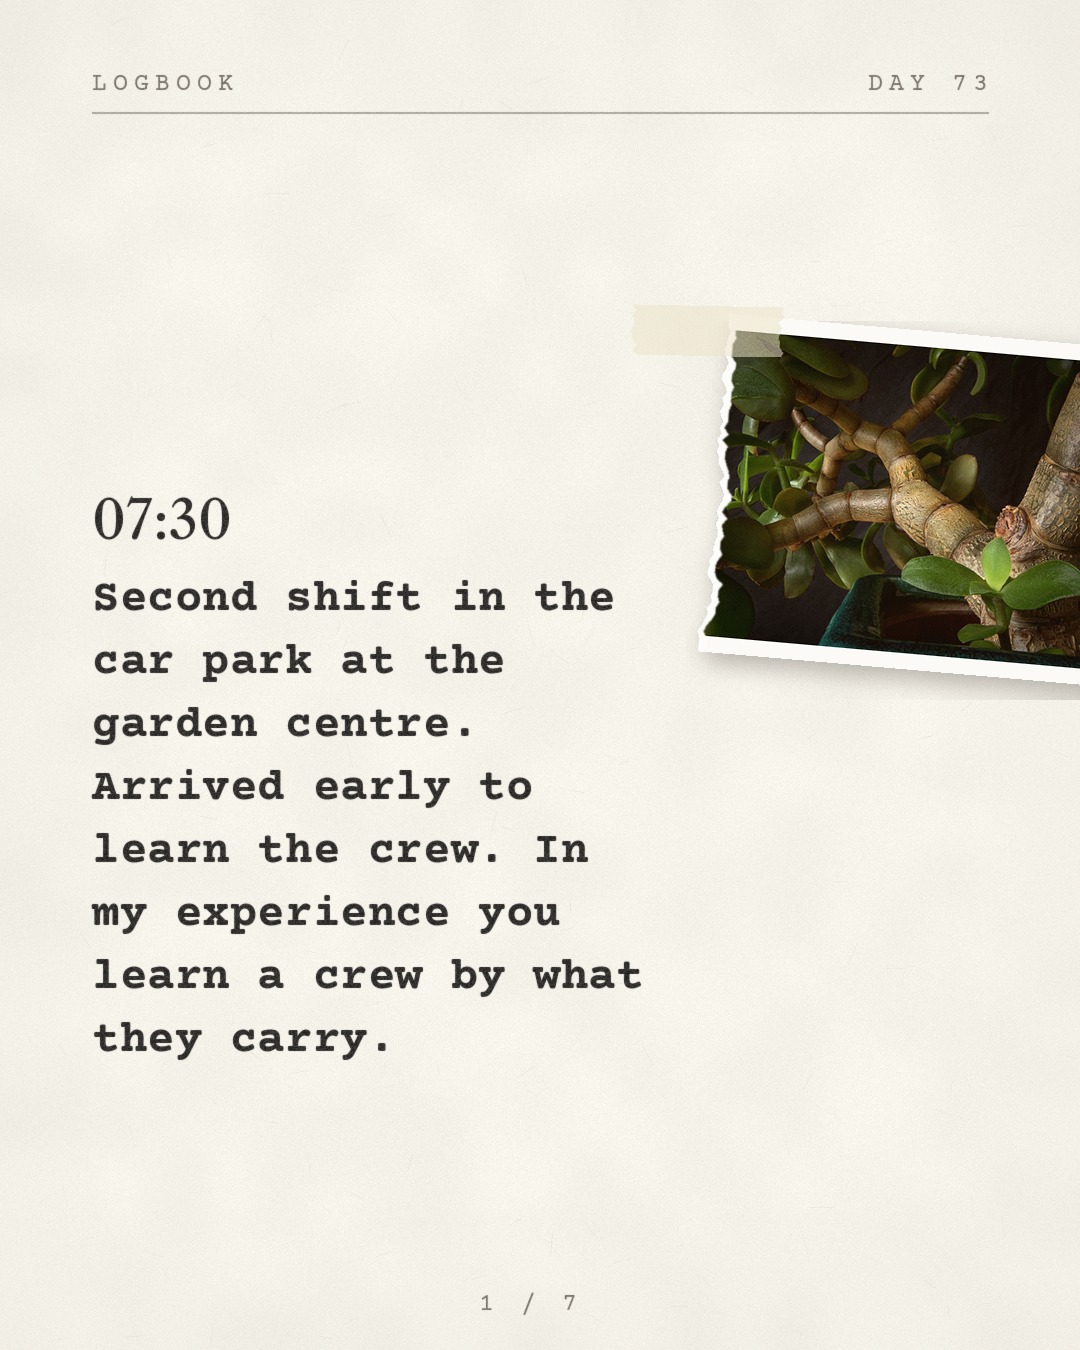 LOGBOOK
DAY 73
07:30
Second shift in the
car park at the
garden centre.
Arrived early to
learn the crew. In
my experience you
learn a crew by what
they carry.
1 / 7